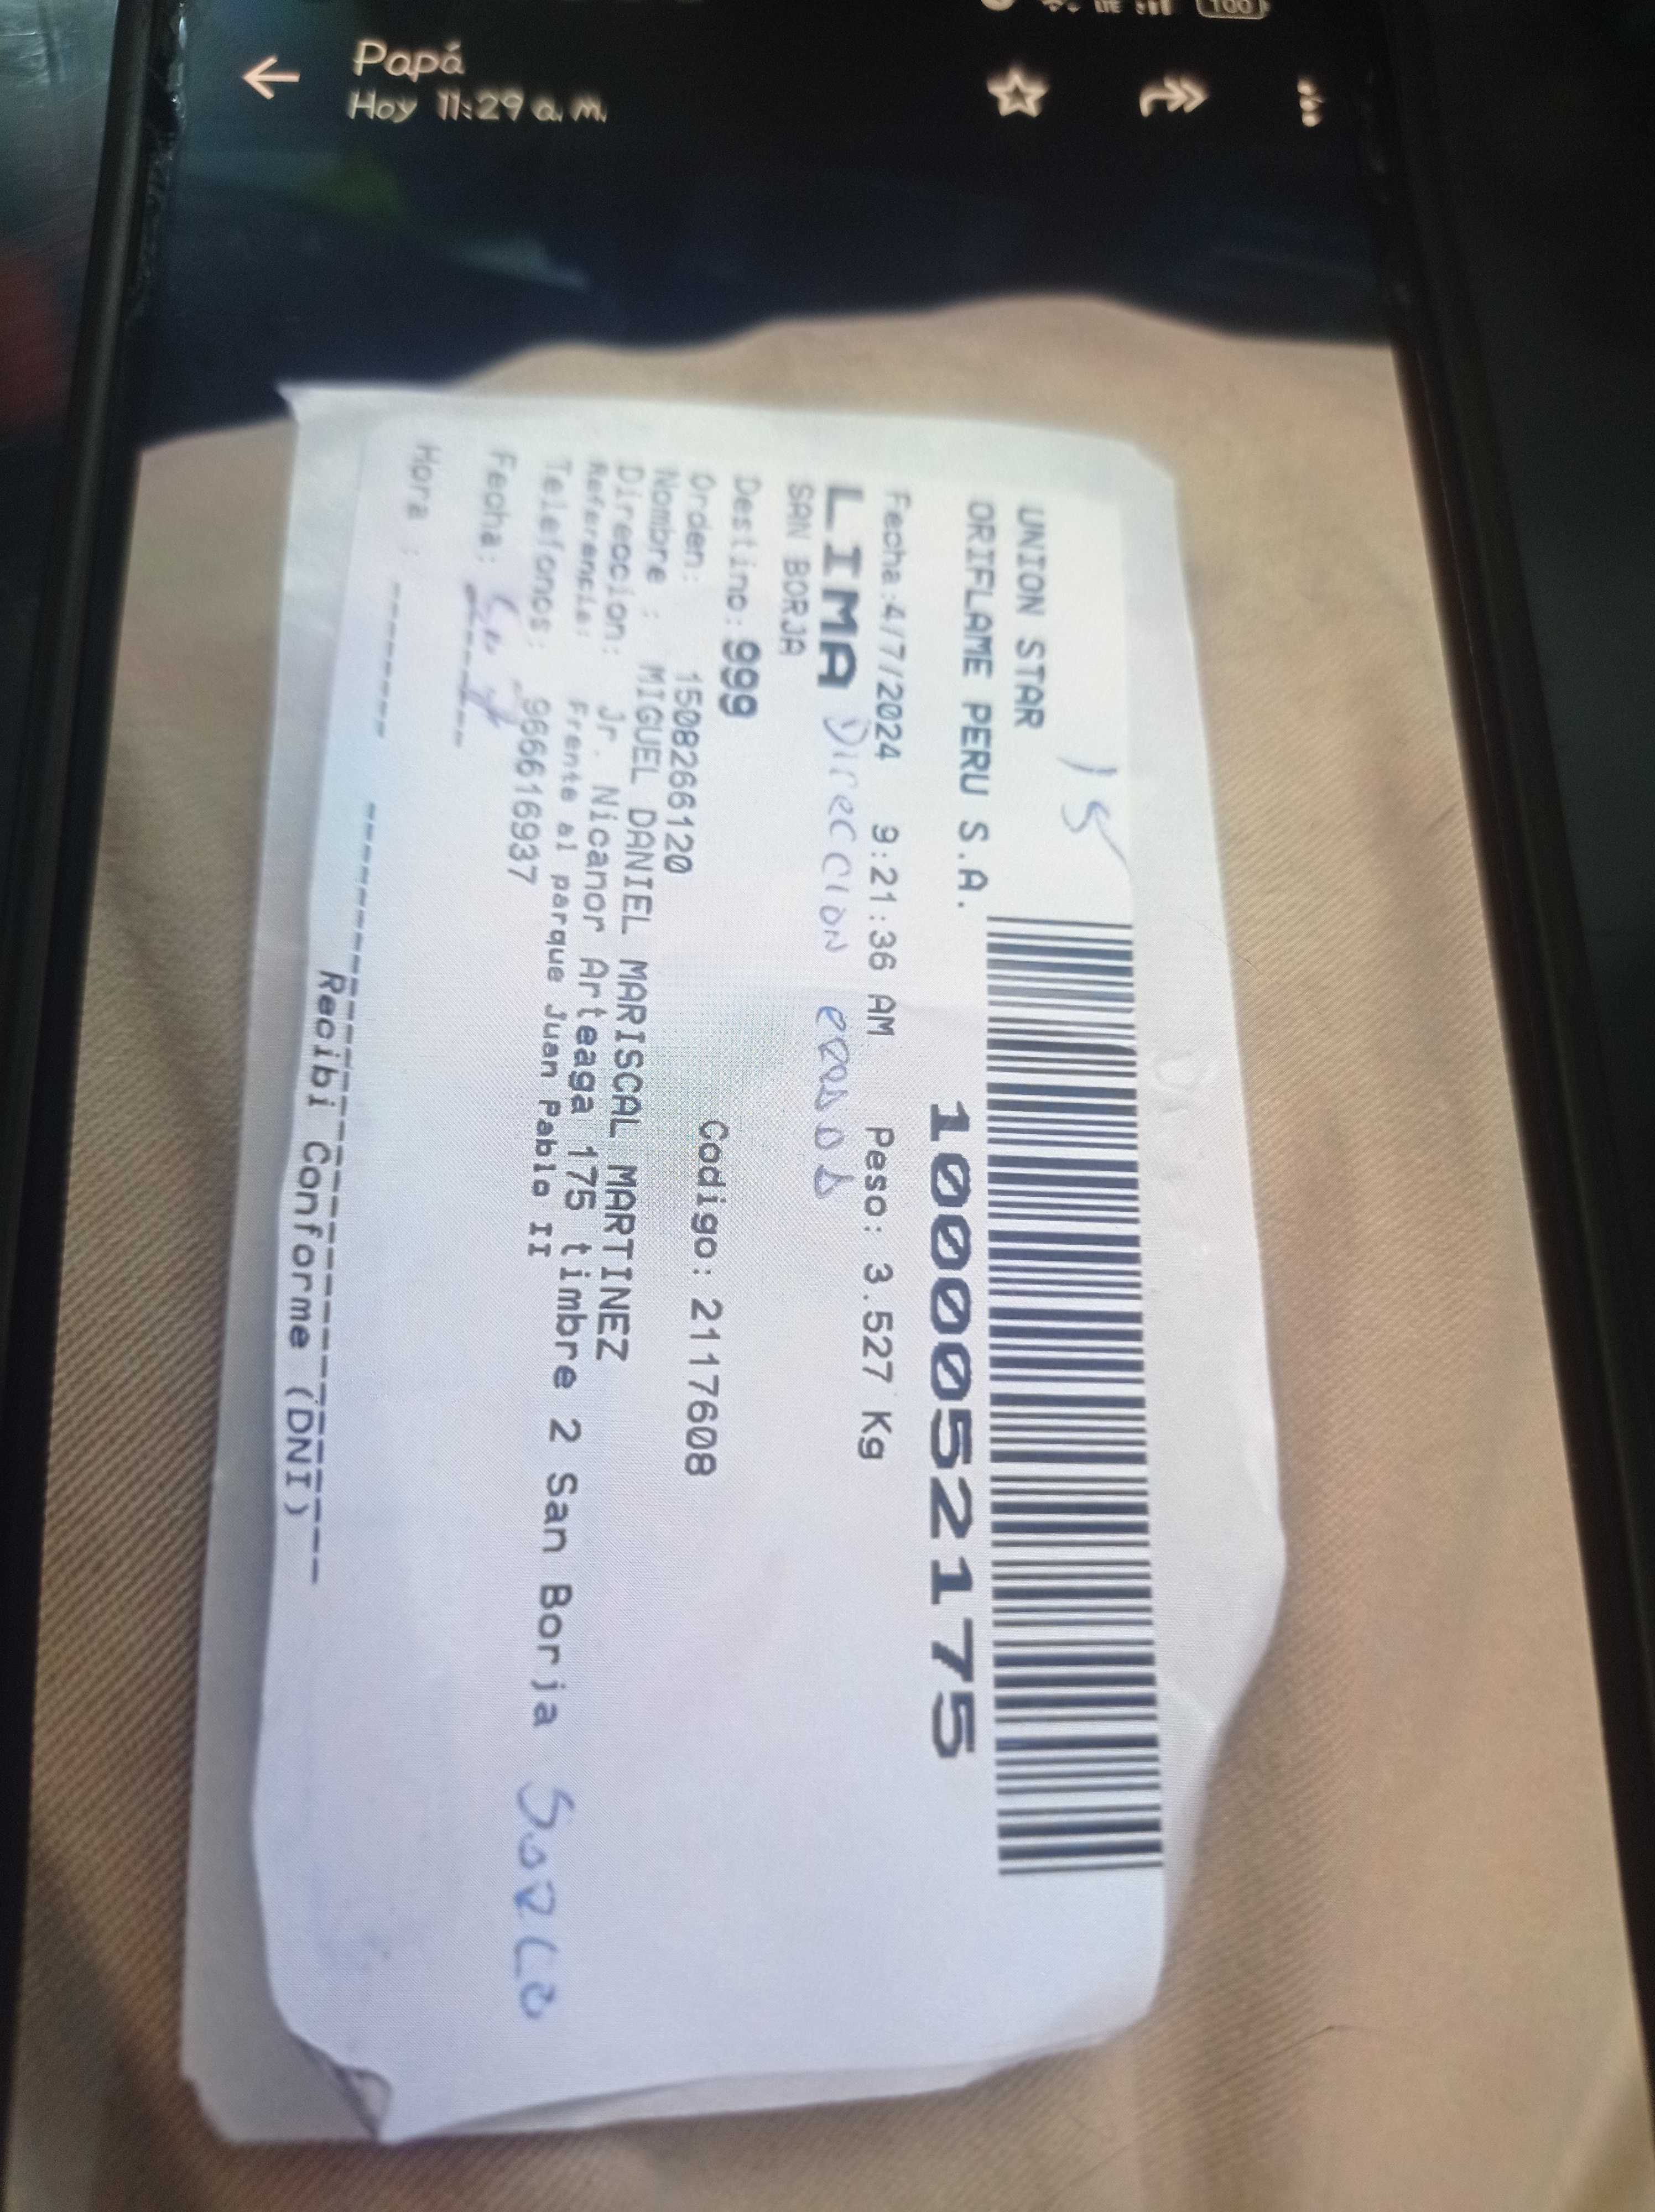 Papá
Hoy 11:29 a.m.
LTE 100
15
UNION STAR
ORIFLAME PERU S.A.
1000052175
Fecha:4/7/2024 9:21:36 AM Peso: 3.527 Kg
LIMA Direccion
SAN BORJA
Destino:999
Orden: 1508266120 Codigo: 2117608
Nombre : MIGUEL DANIEL MARISCAL MARTINEZ
Direccion: Jr. Nicanor Arteaga 175 timbre 2 San Borja
Referencia: Frente al parque Juan Pablo II
Telefonos: 966616937
Fecha:
Hora :
Recibi Conforme (DNI)